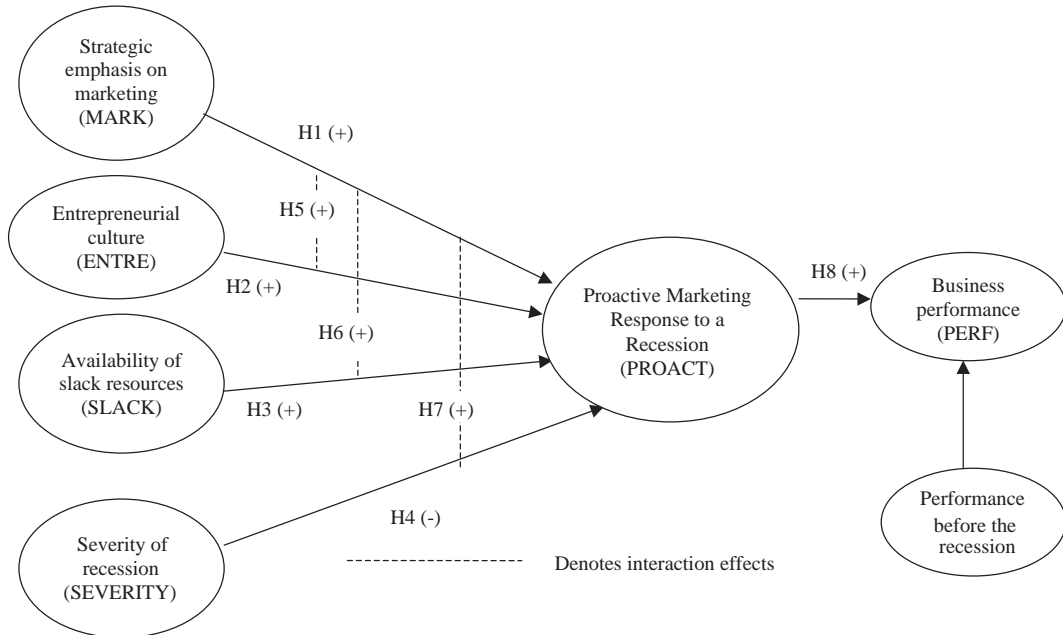 Strategic
emphasis on
marketing
(MARK)
H1 (+)
Entrepreneurial
culture
(ENTRE)
H5 (+)
H2 (+)
Availability of
slack resources
(SLACK)
H6 (+)
H3 (+)
H7 (+)
Severity of
recession
(SEVERITY)
H4 (-)
Proactive Marketing
Response to a
Recession
(PROACT)
H8 (+)
Business
performance
(PERF)
Performance
before the
recession
Denotes interaction effects